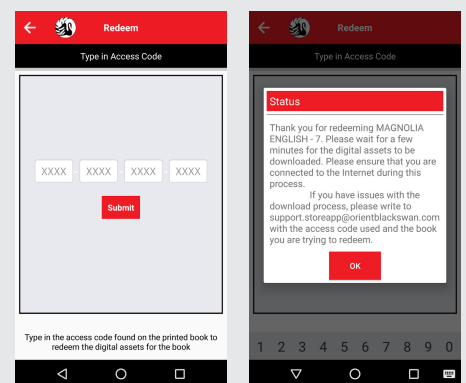 Redeem
Type in Access Code
XXXX - XXXX - XXXX - XXXX
Submit
Type in the access code found on the printed book to
redeem the digital assets for the book
Redeem
Type in Access Code
Status
Thank you for redeeming MAGNOLIA
ENGLISH - 7. Please wait for a few
minutes for the digital assets to be
downloaded. Please ensure that you are
connected to the Internet during this
process.
If you have issues with the
download process, please write to
support.storeapp@orientblackswan.com
with the access code used and the book
you are trying to redeem.
OK
1 2 3 4 5 6 7 8 9 0